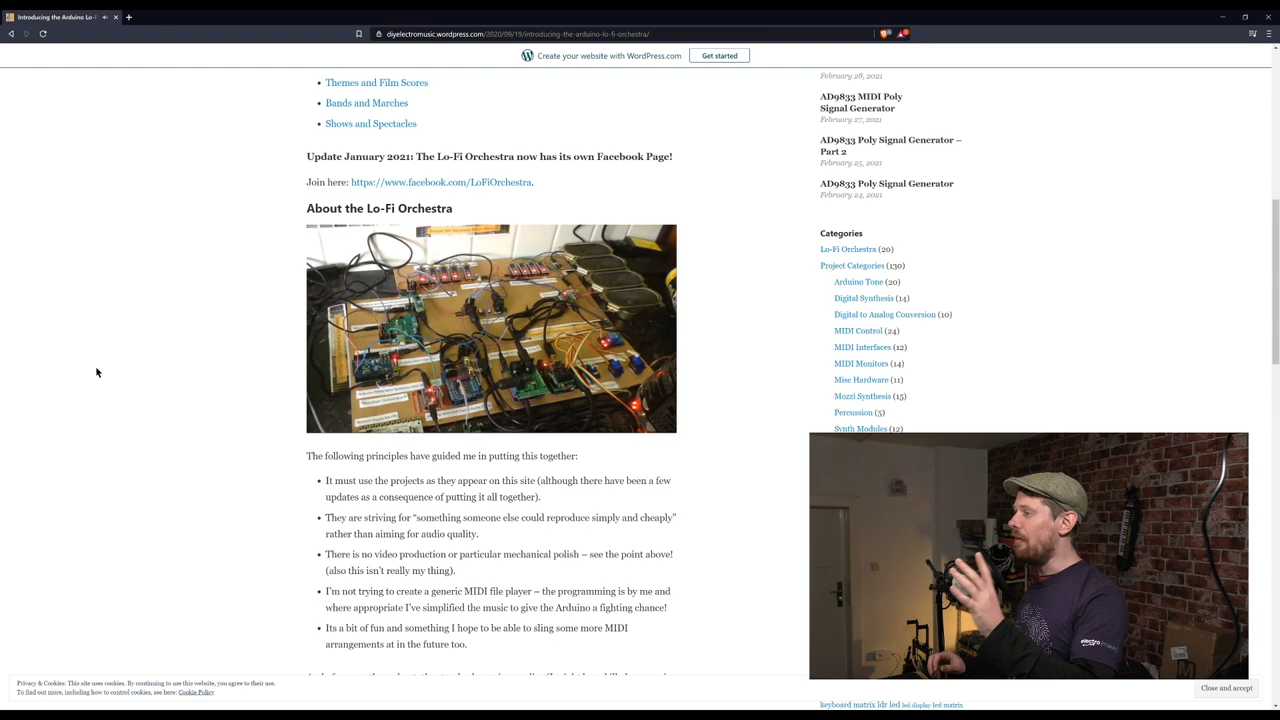 Introducing the Arduino Lo-F
diyelectromusic.wordpress.com/2020/09/19/introducing-the-arduino-lo-fi-orchestra/
Create your website with WordPress.com
Get started
Themes and Film Scores
Bands and Marches
Shows and Spectacles
Update January 2021: The Lo-Fi Orchestra now has its own Facebook Page!
Join here: https://www.facebook.com/LoFiOrchestra.
About the Lo-Fi Orchestra
The following principles have guided me in putting this together:
It must use the projects as they appear on this site (although there have been a few
updates as a consequence of putting it all together).
They are striving for “something someone else could reproduce simply and cheaply”
rather than aiming for audio quality.
There is no video production or particular mechanical polish – see the point above!
(also this isn’t really my thing).
I’m not trying to create a generic MIDI file player – the programming is by me and
where appropriate I’ve simplified the music to give the Arduino a fighting chance!
Its a bit of fun and something I hope to be able to sling some more MIDI
arrangements at in the future too.
February 28, 2021
AD9833 MIDI Poly
Signal Generator
February 27, 2021
AD9833 Poly Signal Generator –
Part 2
February 25, 2021
AD9833 Poly Signal Generator
February 24, 2021
Categories
Lo-Fi Orchestra (20)
Project Categories (130)
Arduino Tone (20)
Digital Synthesis (14)
Digital to Analog Conversion (10)
MIDI Control (24)
MIDI Interfaces (12)
MIDI Monitors (14)
Misc Hardware (11)
Mozzi Synthesis (15)
Percussion (5)
Synth Modules (12)
electro
Privacy & Cookies: This site uses cookies. By continuing to use this website, you agree to their use.
To find out more, including how to control cookies, see here: Cookie Policy
Close and accept
keyboard matrix ldr led led display led matrix